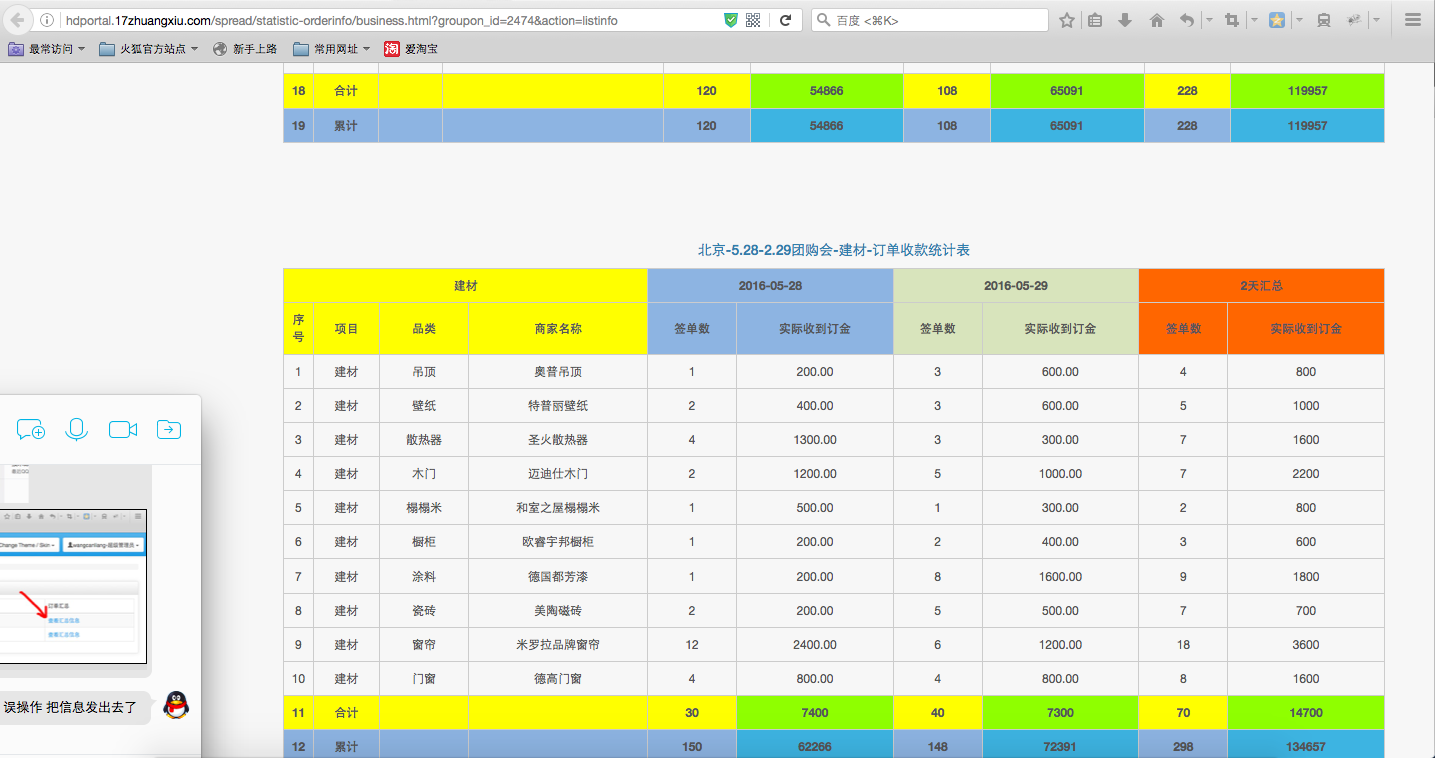 hdportal.17zhuangxiu.com/spread/statistic-orderinfo/business.html?groupon_id=2474&action=listinfo 百度 <⌘K>
最常访问 火狐官方站点 新手上路 常用网址 淘 爱淘宝
18 合计 120 54866 108 65091 228 119957
19 累计 120 54866 108 65091 228 119957
北京-5.28-2.29团购会-建材-订单收款统计表
建材 2016-05-28 2016-05-29 2天汇总
序号 项目 品类 商家名称 签单数 实际收到订金 签单数 实际收到订金 签单数 实际收到订金
1 建材 吊顶 奥普吊顶 1 200.00 3 600.00 4 800
2 建材 壁纸 特普丽壁纸 2 400.00 3 600.00 5 1000
3 建材 散热器 圣火散热器 4 1300.00 3 300.00 7 1600
4 建材 木门 迈迪仕木门 2 1200.00 5 1000.00 7 2200
5 建材 榻榻米 和室之屋榻榻米 1 500.00 1 300.00 2 800
6 建材 橱柜 欧睿宇邦橱柜 1 200.00 2 400.00 3 600
7 建材 涂料 德国都芳漆 1 200.00 8 1600.00 9 1800
8 建材 瓷砖 美陶磁砖 2 200.00 5 500.00 7 700
9 建材 窗帘 米罗拉品牌窗帘 12 2400.00 6 1200.00 18 3600
10 建材 门窗 德高门窗 4 800.00 4 800.00 8 1600
11 合计 30 7400 40 7300 70 14700
12 累计 150 62266 148 72391 298 134657
Change Theme / Skin wangcanliang-超级管理员
订单汇总
查看汇总信息
查看汇总信息
误操作 把信息发出去了